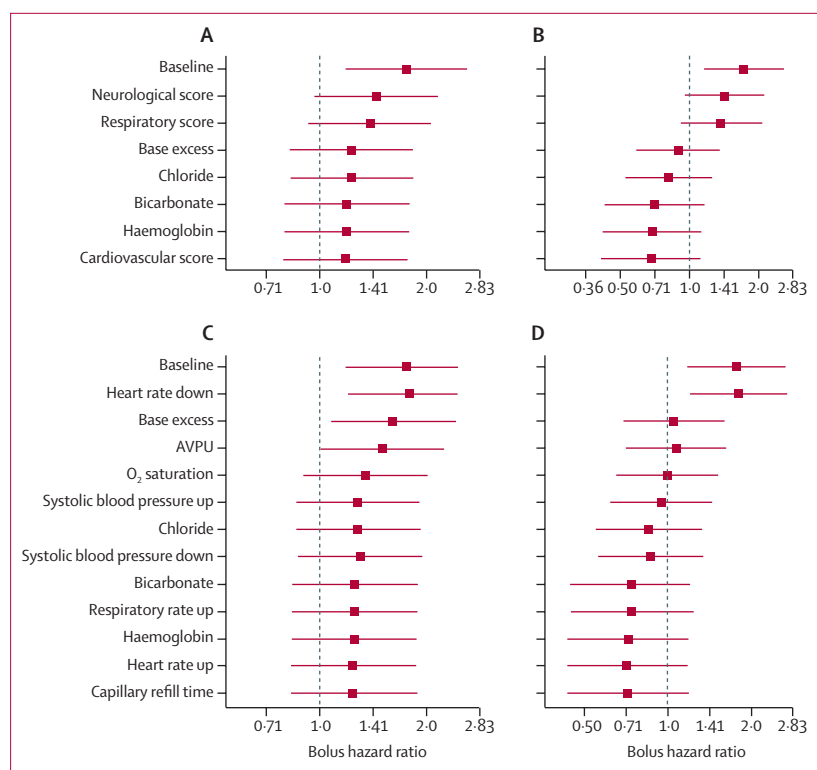 A
B
Baseline
Neurological score
Respiratory score
Base excess
Chloride
Bicarbonate
Haemoglobin
Cardiovascular score
0·71 1·0 1·41 2·0 2·83
0·36 0·50 0·71 1·0 1·41 2·0 2·83
C
D
Baseline
Heart rate down
Base excess
AVPU
O₂ saturation
Systolic blood pressure up
Chloride
Systolic blood pressure down
Bicarbonate
Respiratory rate up
Haemoglobin
Heart rate up
Capillary refill time
0·71 1·0 1·41 2·0 2·83
0·50 0·71 1·0 1·41 2·0 2·83
Bolus hazard ratio
Bolus hazard ratio